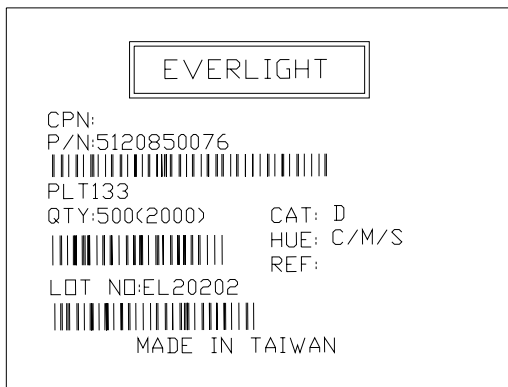 EVERLIGHT
CPN:
P/N:5120850076
PLT133
QTY:500(2000)
CAT: D
HUE: C/M/S
REF:
LOT NO:EL20202
MADE IN TAIWAN